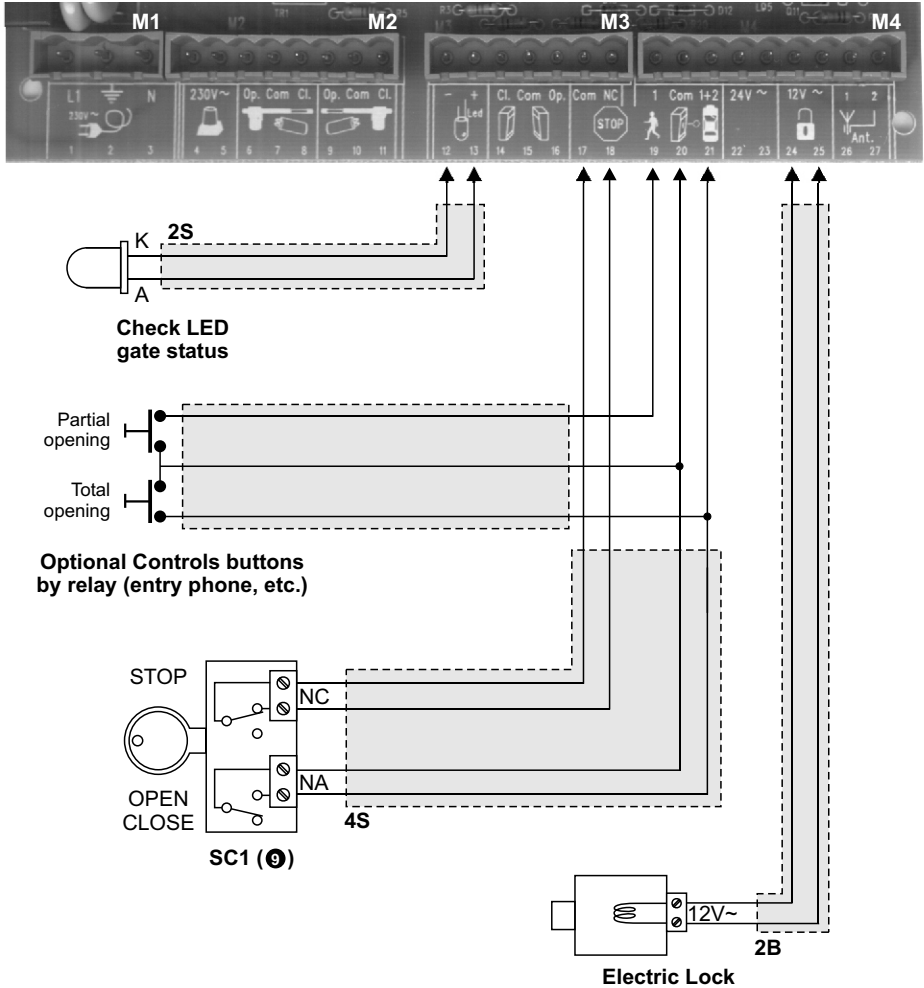 M1 M2 M3 M4
L1 N 230V~ Op. Com Cl. Op. Com Cl. - + Cl. Com Op. Com NC 1 Com 1+2 24V ~ 12V ~ 1 2
230V~ Led STOP Ant.
1 2 3 4 5 6 7 8 9 10 11 12 13 14 15 16 17 18 19 20 21 22 23 24 25 26 27
2S
K
A
Check LED
gate status
Partial
opening
Total
opening
Optional Controls buttons
by relay (entry phone, etc.)
STOP
NC
NA
OPEN
CLOSE
4S
SC1 (9)
12V~
2B
Electric Lock